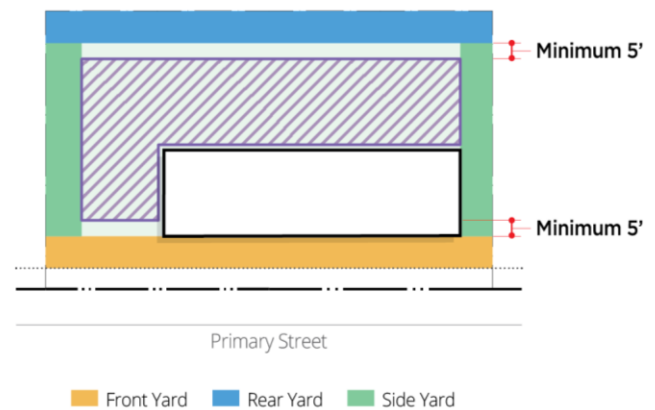 Minimum 5’
Minimum 5’
Primary Street
Front Yard
Rear Yard
Side Yard